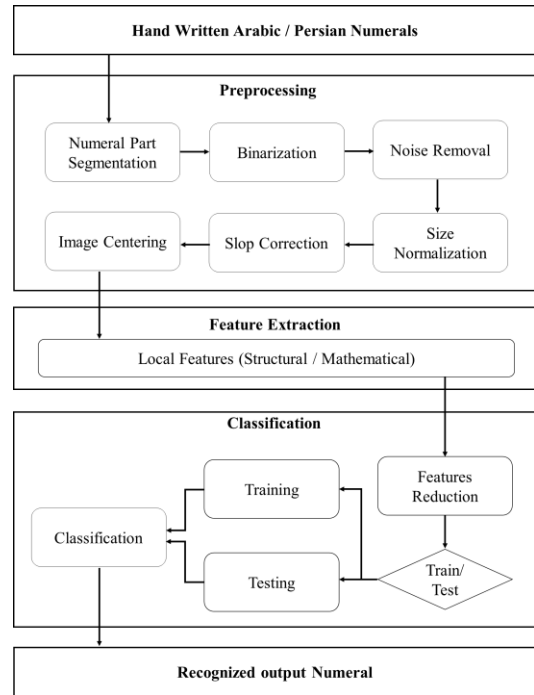 Hand Written Arabic / Persian Numerals
Preprocessing
Numeral Part
Segmentation
Binarization
Noise Removal
Size
Normalization
Slop Correction
Image Centering
Feature Extraction
Local Features (Structural / Mathematical)
Classification
Features
Reduction
Train/
Test
Training
Testing
Classification
Recognized output Numeral